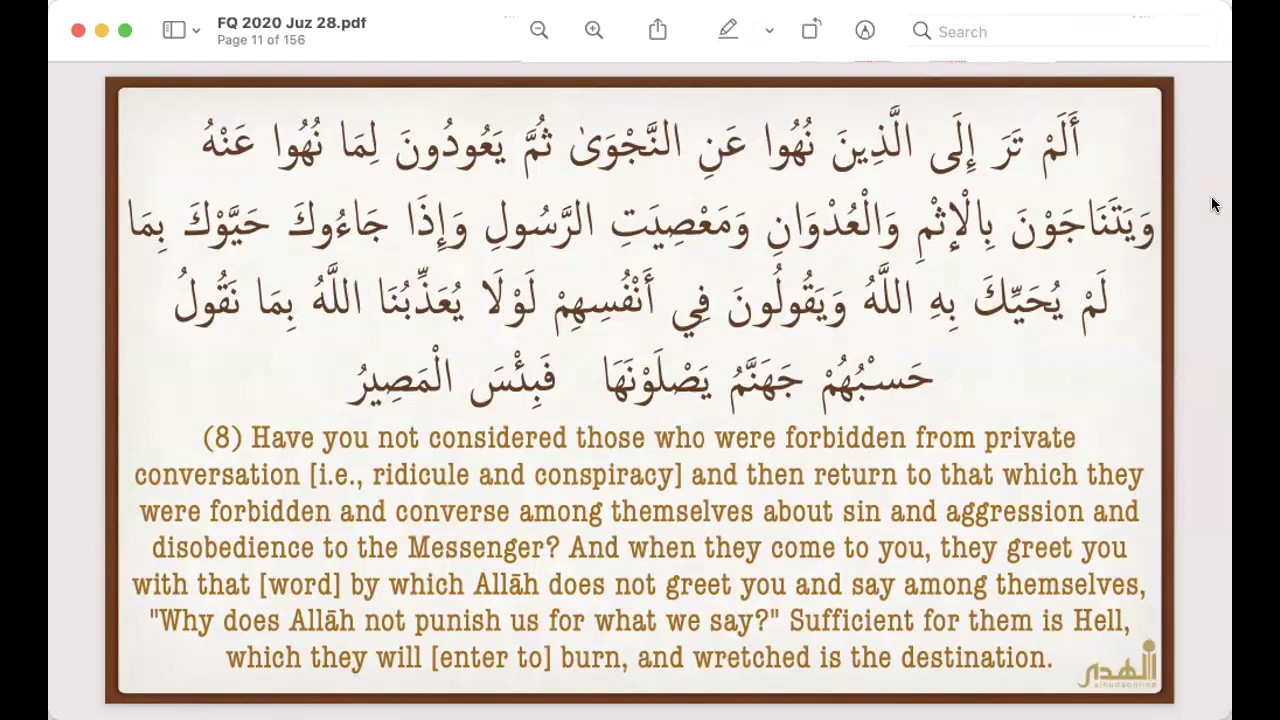 FQ 2020 Juz 28.pdf
Page 11 of 156
Search
أَلَمْ تَرَ إِلَى الَّذِينَ نُهُوا عَنِ النَّجْوَىٰ ثُمَّ يَعُودُونَ لِمَا نُهُوا عَنْهُ
وَيَتَنَاجَوْنَ بِالْإِثْمِ وَالْعُدْوَانِ وَمَعْصِيَتِ الرَّسُولِ وَإِذَا جَاءُوكَ حَيَّوْكَ بِمَا
لَمْ يُحَيِّكَ بِهِ اللَّهُ وَيَقُولُونَ فِي أَنْفُسِهِمْ لَوْلَا يُعَذِّبُنَا اللَّهُ بِمَا نَقُولُ
حَسْبُهُمْ جَهَنَّمُ يَصْلَوْنَهَا فَبِئْسَ الْمَصِيرُ
(8) Have you not considered those who were forbidden from private
conversation [i.e., ridicule and conspiracy] and then return to that which they
were forbidden and converse among themselves about sin and aggression and
disobedience to the Messenger? And when they come to you, they greet you
with that [word] by which Allāh does not greet you and say among themselves,
"Why does Allāh not punish us for what we say?" Sufficient for them is Hell,
which they will [enter to] burn, and wretched is the destination.
الهدى
alhudaonline